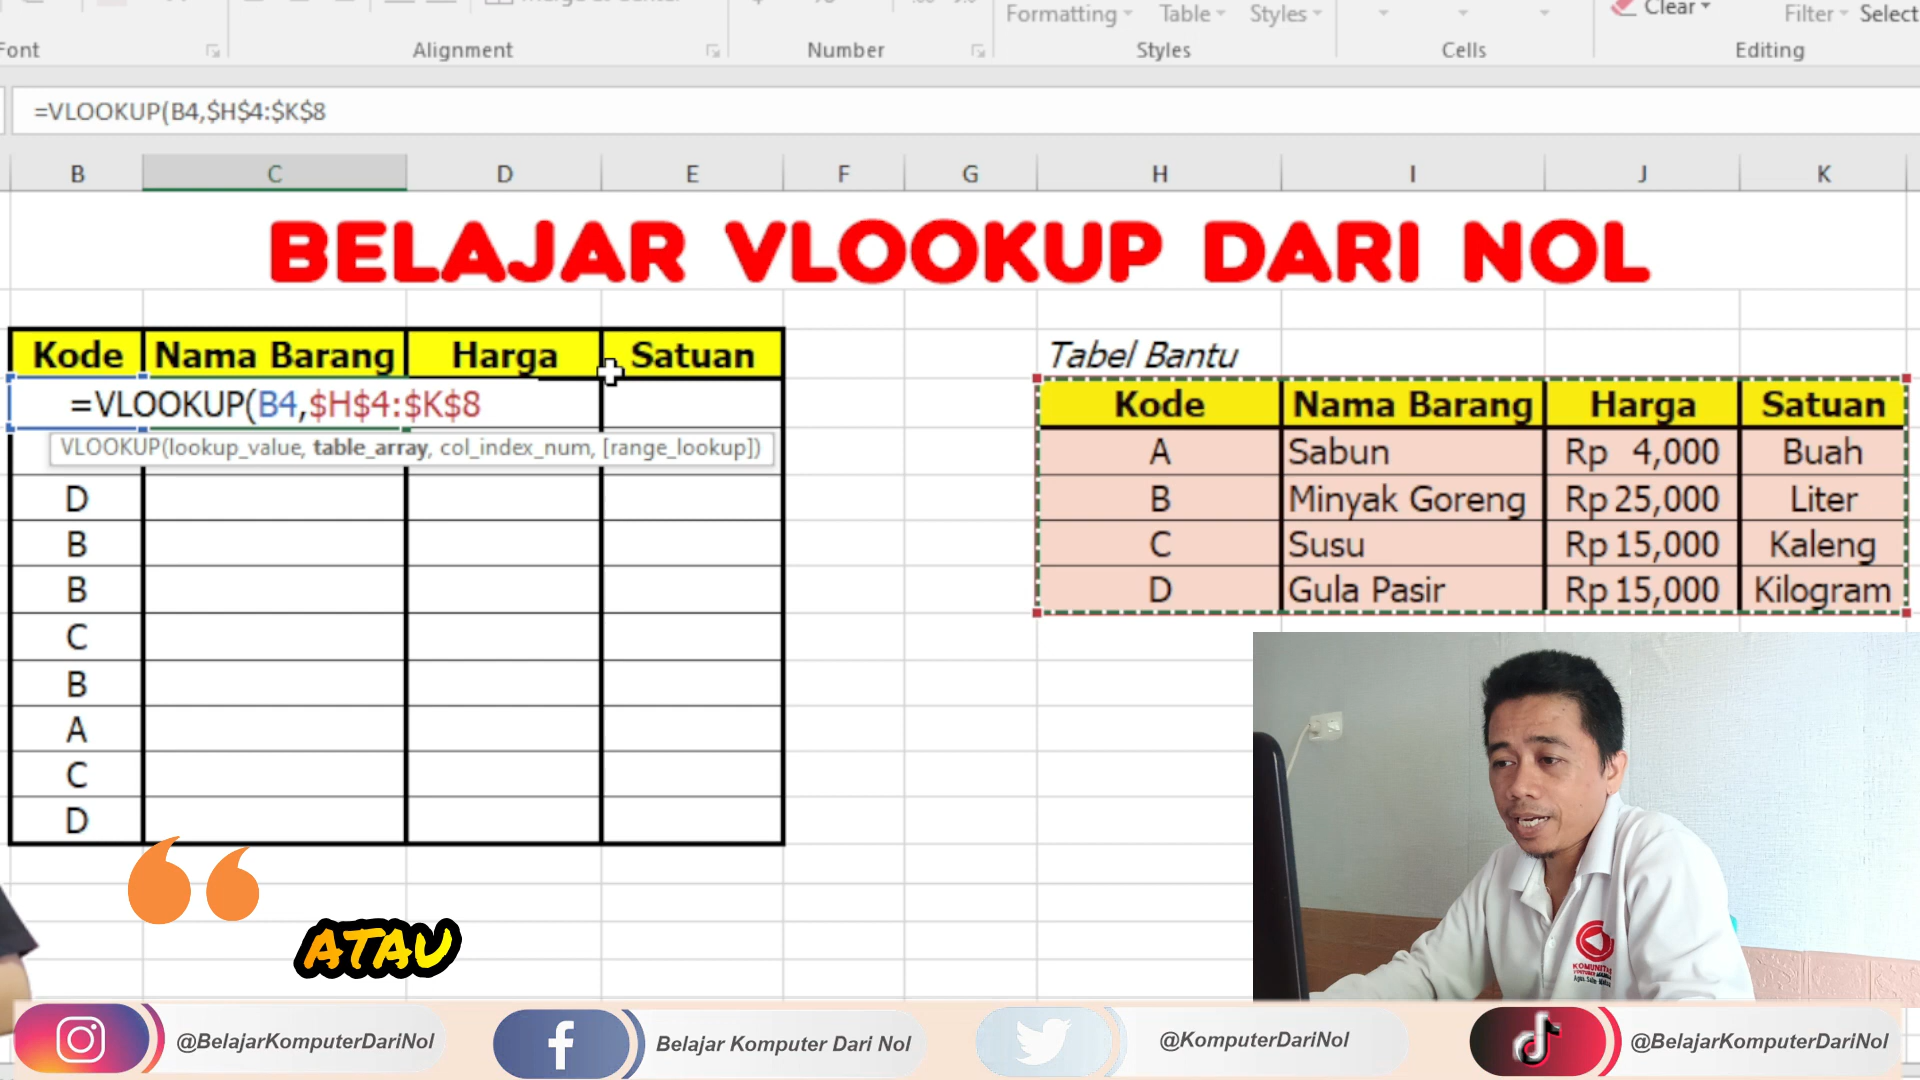 Formatting Table Styles Clear Filter Select
Font Alignment Number Styles Cells Editing
=VLOOKUP(B4,$H$4:$K$8
B C D E F G H I J K
BELAJAR VLOOKUP DARI NOL
Kode Nama Barang Harga Satuan
=VLOOKUP(B4,$H$4:$K$8
VLOOKUP(lookup_value, table_array, col_index_num, [range_lookup])
D
B
B
C
B
A
C
D
Tabel Bantu
Kode Nama Barang Harga Satuan
A Sabun Rp 4,000 Buah
B Minyak Goreng Rp 25,000 Liter
C Susu Rp 15,000 Kaleng
D Gula Pasir Rp 15,000 Kilogram
ATAU
@BelajarKomputerDariNol
Belajar Komputer Dari Nol
@KomputerDariNol
@BelajarKomputerDariNol